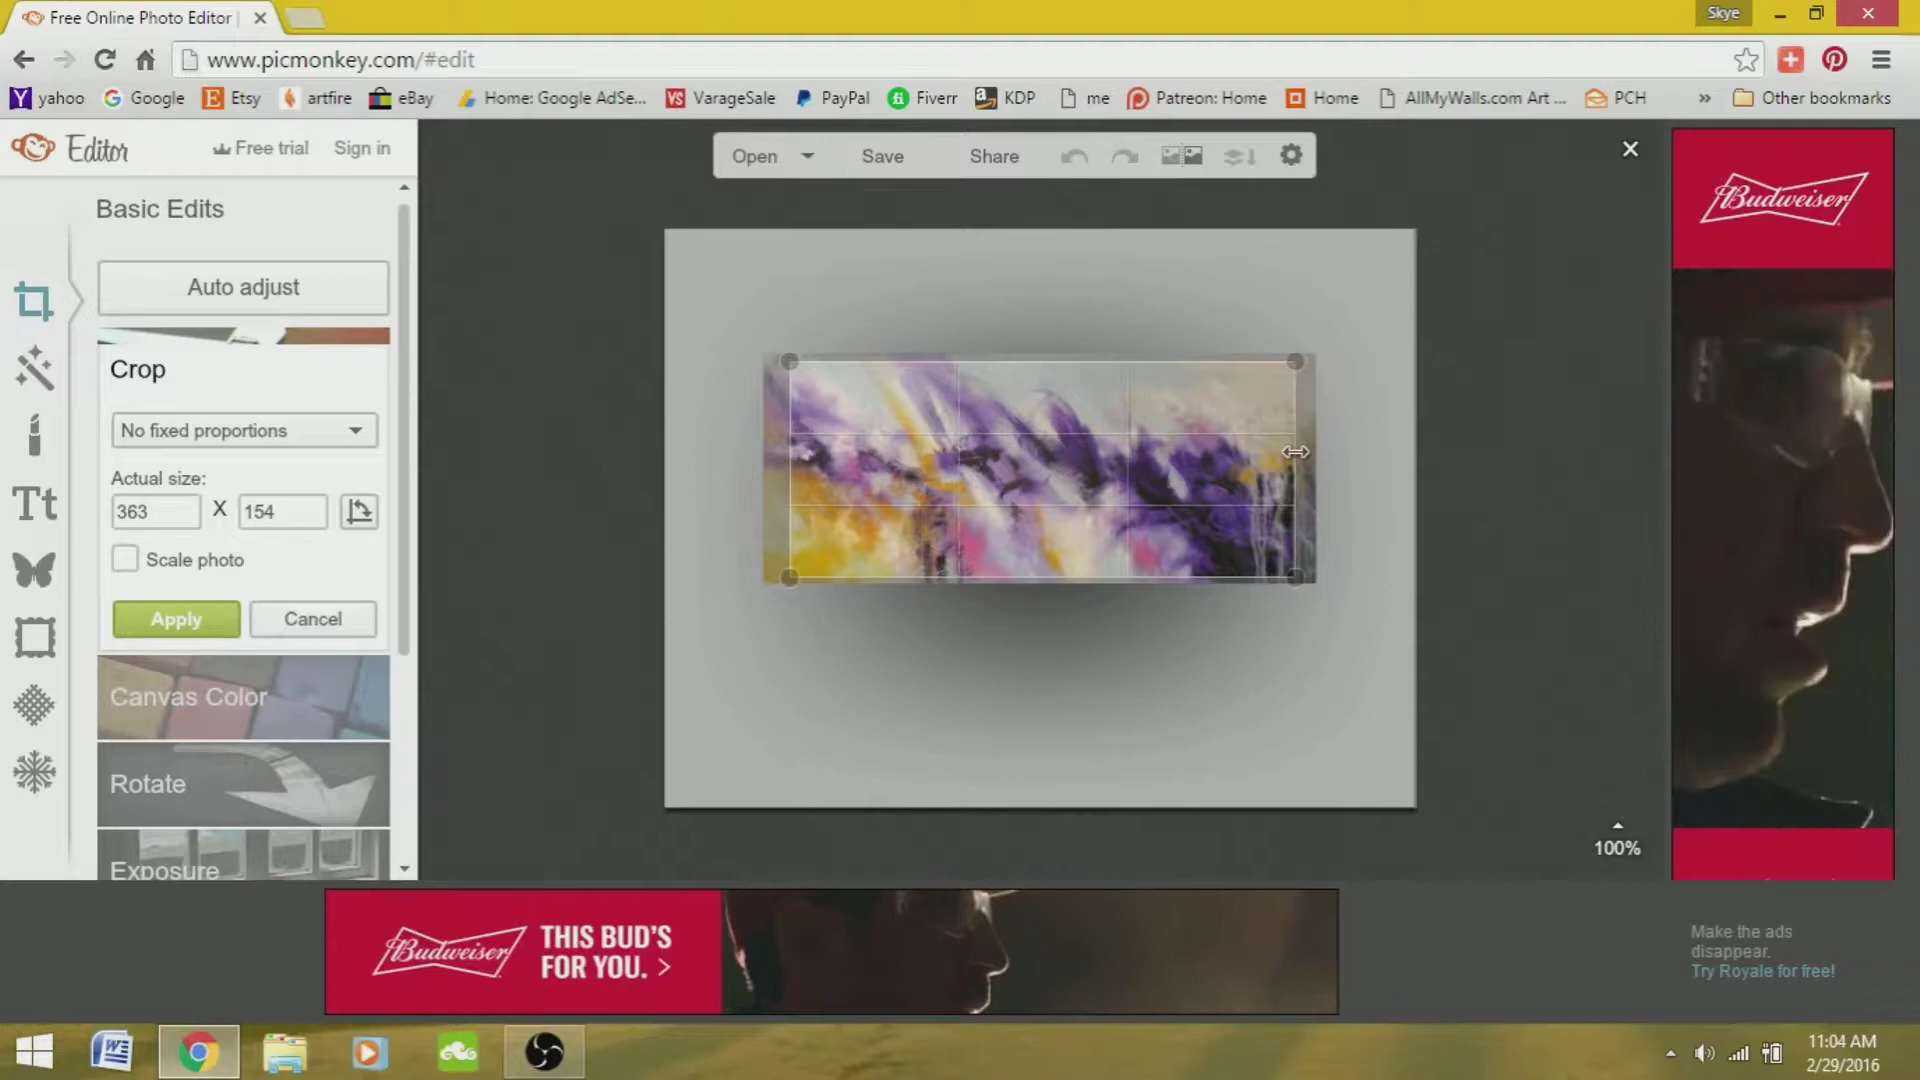 Free Online Photo Editor
Skye
www.picmonkey.com/#edit
yahoo Google Etsy artfire eBay Home: Google AdSe... VarageSale PayPal Fiverr KDP me Patreon: Home Home AllMyWalls.com Art ... PCH » Other bookmarks
Editor Free trial Sign in
Open Save Share
Basic Edits
Auto adjust
Crop
No fixed proportions
Actual size:
363 X 154
Scale photo
Apply Cancel
Canvas Color
Rotate
Exposure
Tt
100%
Budweiser
Budweiser
THIS BUD'S
FOR YOU. >
Make the ads
disappear.
Try Royale for free!
11:04 AM
2/29/2016